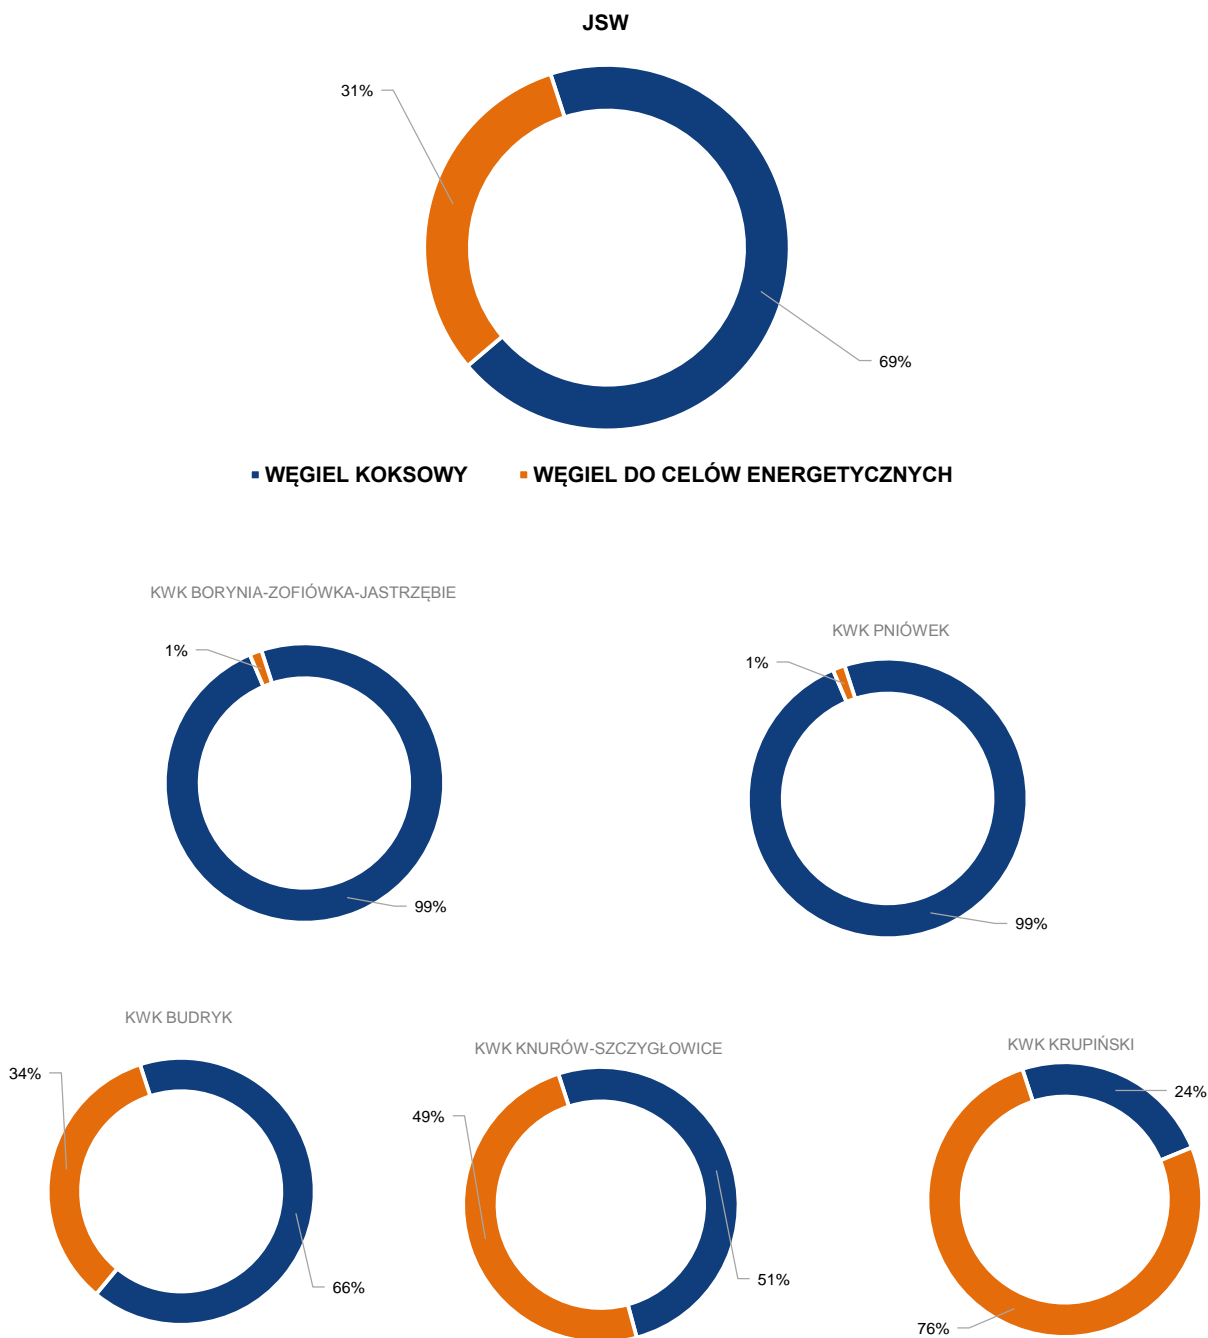 JSW
31%
69%
WĘGIEL KOKSOWY WĘGIEL DO CELÓW ENERGETYCZNYCH
KWK BORYNIA-ZOFIÓWKA-JASTRZĘBIE
1%
99%
KWK PNIÓWEK
1%
99%
KWK BUDRYK
34%
66%
KWK KNURÓW-SZCZYGŁOWICE
49%
51%
KWK KRUPIŃSKI
24%
76%